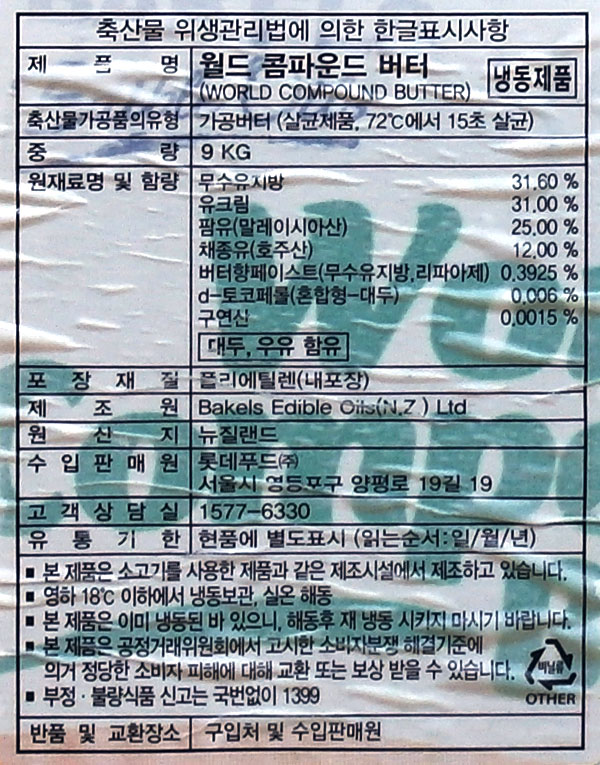 축산물 위생관리법에 의한 한글표시사항
제 품 명 월드 콤파운드 버터
(WORLD COMPOUND BUTTER) 냉동제품
축산물가공품의유형 가공버터 (살균제품, 72℃에서 15초 살균)
중 량 9 KG
원재료명 및 함량 무수유지방 31.60 %
유크림 31.00 %
팜유(말레이시아산) 25.00 %
채종유(호주산) 12.00 %
버터향페이스트(무수유지방,리파아제) 0.3925 %
d-토코페롤(혼합형-대두) 0.006 %
구연산 0.0015 %
대두, 우유 함유
포 장 재 질 폴리에틸렌(내포장)
제 조 원 Bakels Edible Oils(N.Z ) Ltd
원 산 지 뉴질랜드
수 입 판 매 원 롯데푸드㈜
서울시 영등포구 양평로 19길 19
고 객 상 담 실 1577-6330
유 통 기 한 현품에 별도표시 (읽는순서:일/월/년)
■ 본 제품은 소고기를 사용한 제품과 같은 제조시설에서 제조하고 있습니다.
■ 영하 18℃ 이하에서 냉동보관, 실온 해동
■ 본 제품은 이미 냉동된 바 있으니, 해동후 재 냉동 시키지 마시기 바랍니다.
■ 본 제품은 공정거래위원회에서 고시한 소비자분쟁 해결기준에
의거 정당한 소비자 피해에 대해 교환 또는 보상 받을 수 있습니다.
비닐류
■ 부정·불량식품 신고는 국번없이 1399
OTHER
반품 및 교환장소 구입처 및 수입판매원